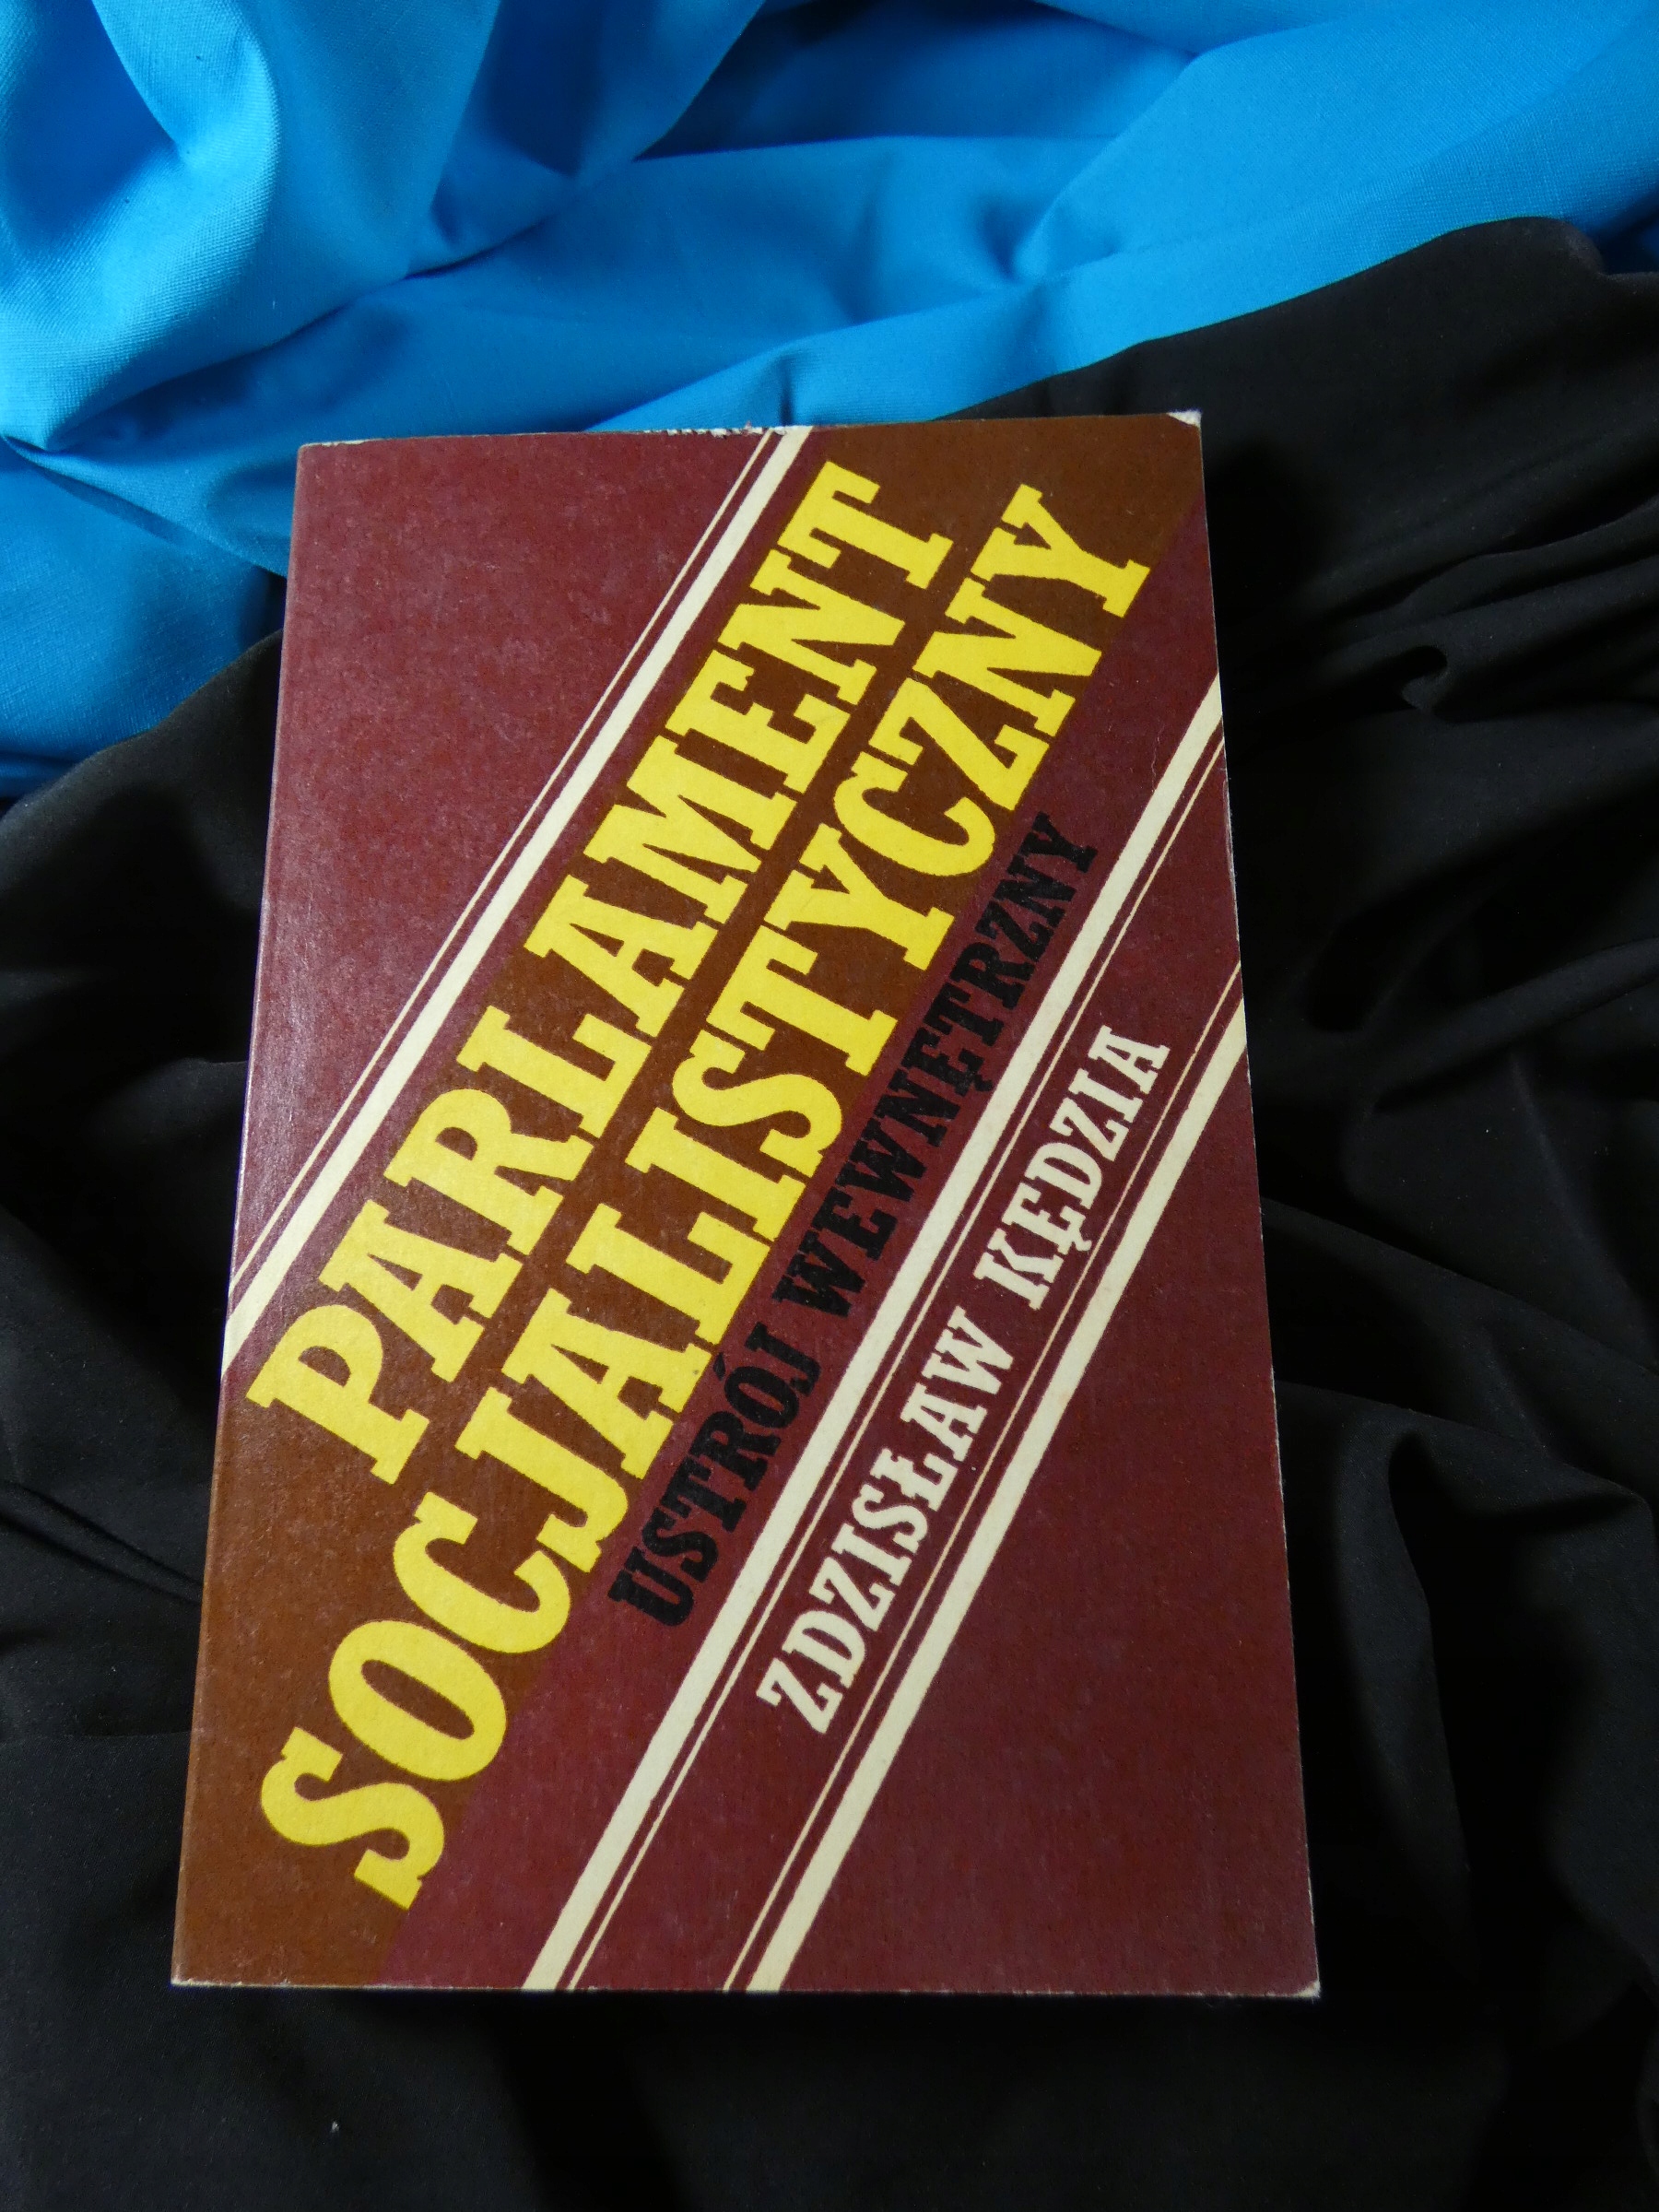 PARLAMENT
SOCJALISTYCZNY
USTRÓJ WEWNĘTRZNY
ZDZISŁAW KĘDZIA